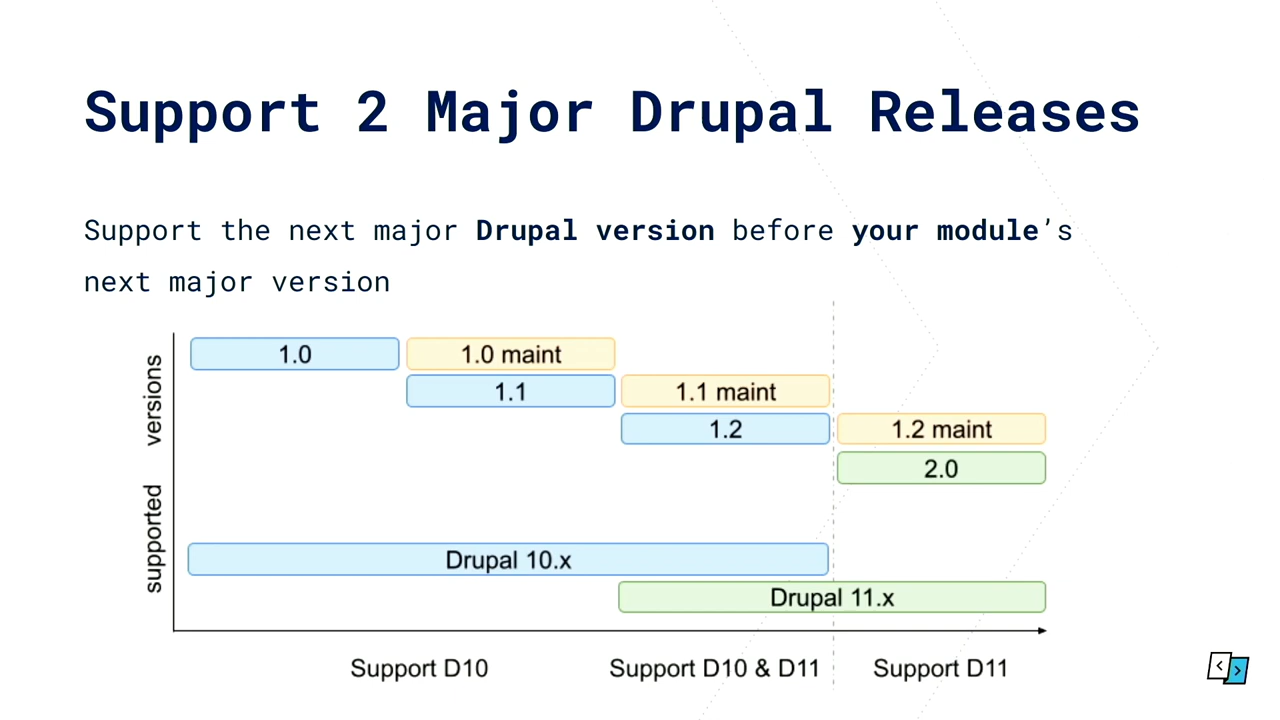 Support 2 Major Drupal Releases
Support the next major Drupal version before your module’s
next major version
supported versions
1.0
1.0 maint
1.1
1.1 maint
1.2
1.2 maint
2.0
Drupal 10.x
Drupal 11.x
Support D10
Support D10 & D11
Support D11